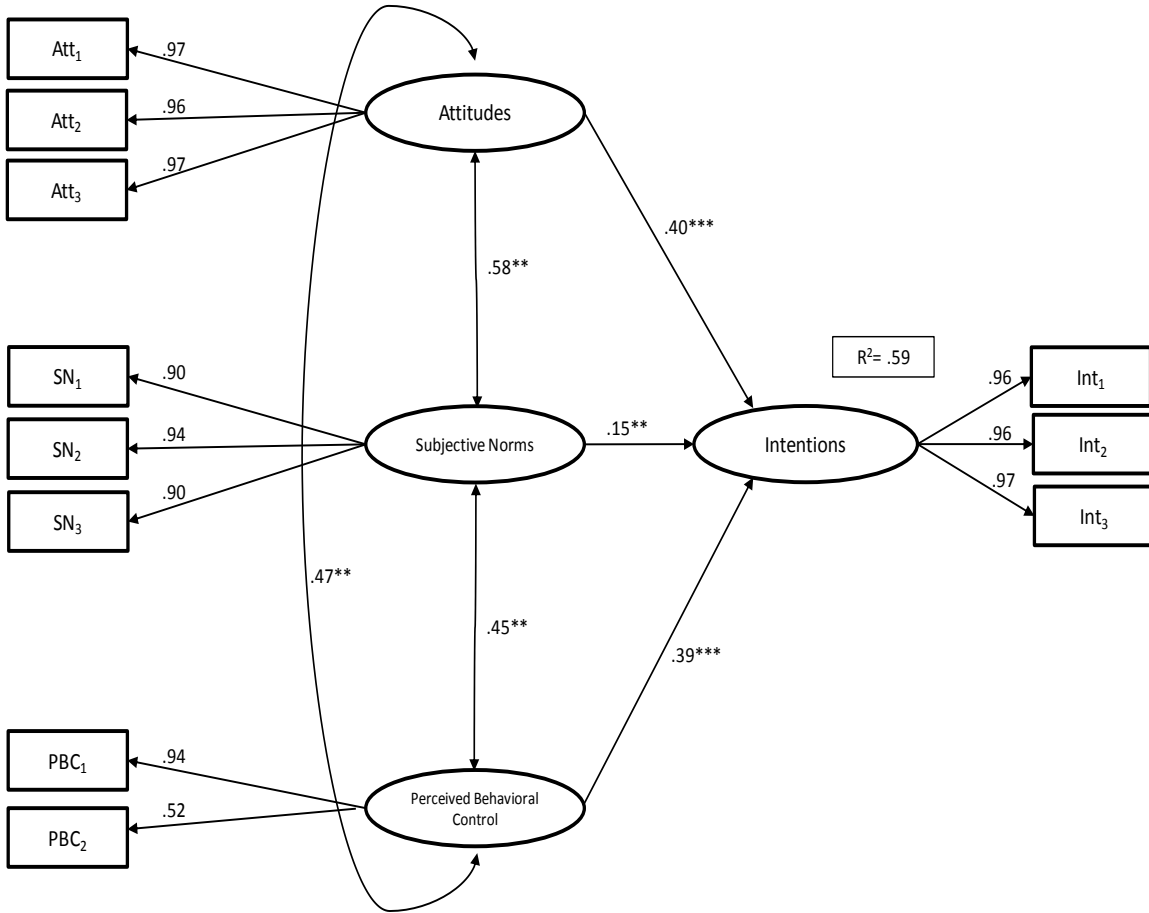 Att₁
.97
Att₂
.96
Att₃
.97
Attitudes
.40***
.58**
R²= .59
SN₁
.90
SN₂
.94
SN₃
.90
Subjective Norms
.15**
Intentions
.96
Int₁
.96
Int₂
.97
Int₃
.47**
.45**
.39***
PBC₁
.94
PBC₂
.52
Perceived Behavioral
Control